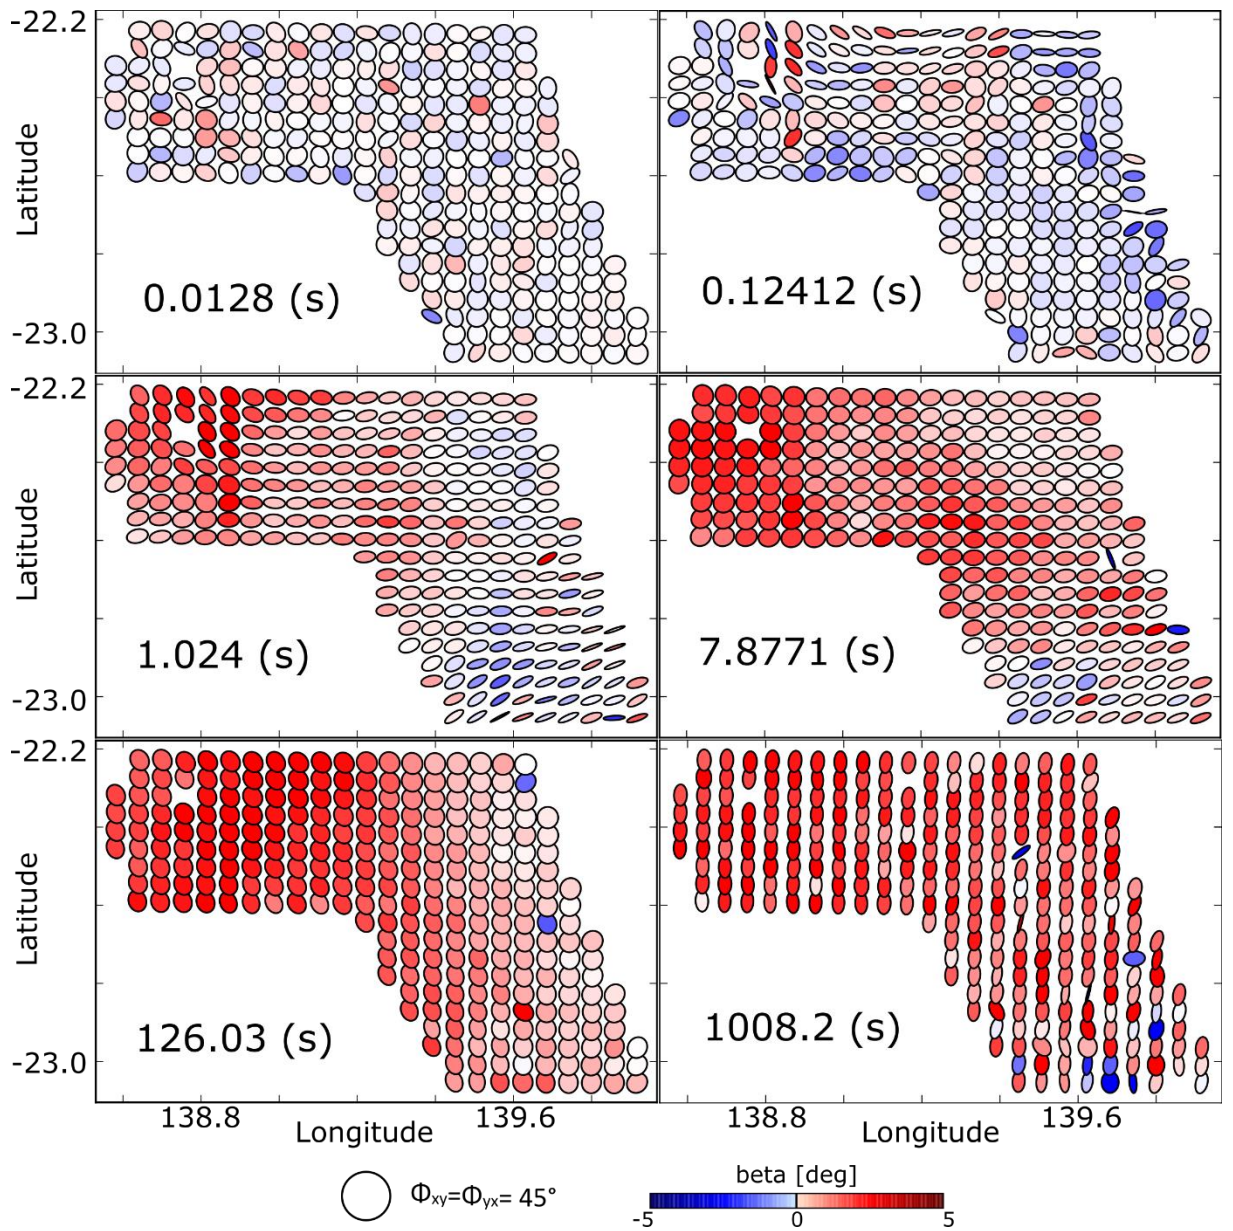 -22.2
Latitude
0.0128 (s)
0.12412 (s)
-23.0
-22.2
Latitude
1.024 (s)
7.8771 (s)
-23.0
-22.2
Latitude
126.03 (s)
1008.2 (s)
-23.0
138.8 139.6 138.8 139.6
Longitude Longitude
beta [deg]
Φxy=Φyx= 45°
-5 0 5